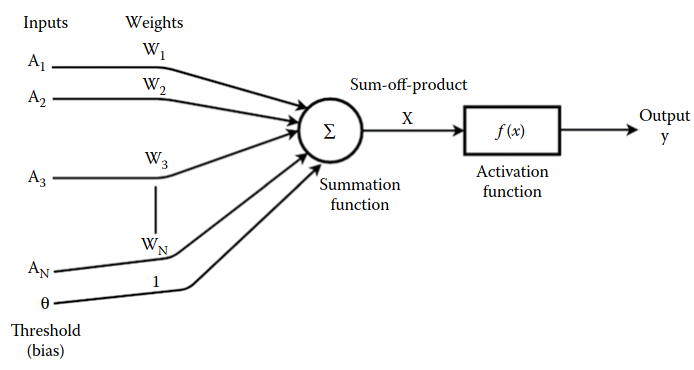 Inputs Weights
A1 W1
A2 W2
Sum-off-product
X
Σ
f(x)
Output
y
A3 W3
Summation
function
Activation
function
AN WN
θ 1
Threshold
(bias)